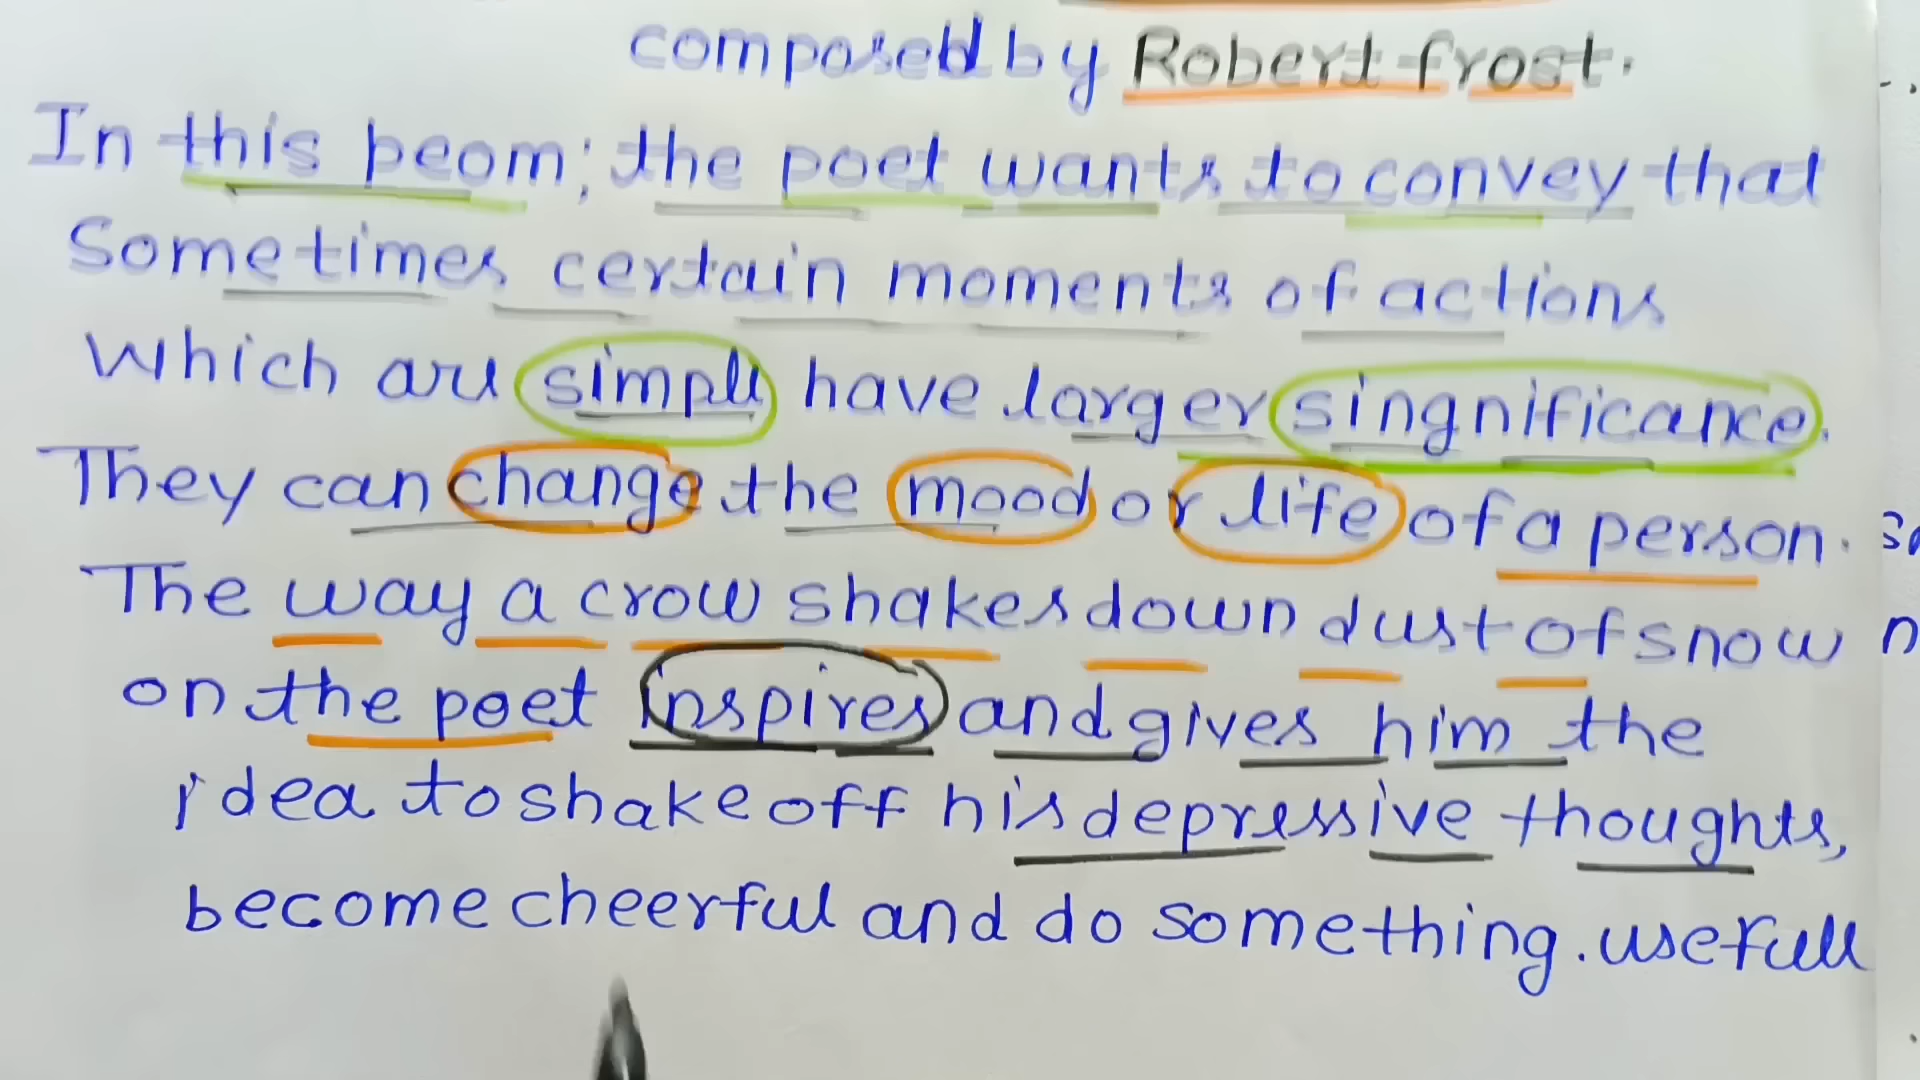 composed by Robert frost.
In this beom; the poet wants to convey that
Sometimes certain moments of actions
which are simple have larger singnificance.
They can change the mood or life of a person.
The way a crow shakes down dust of snow
on the poet inspires and gives him the
idea to shake off his depressive thoughts,
become cheerful and do something. usefull